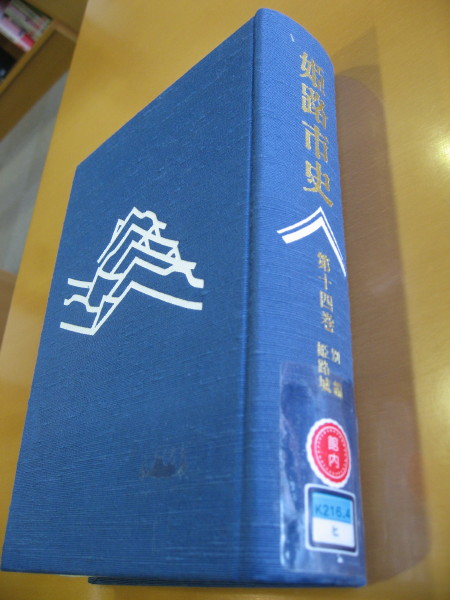 姫路市史
第十四巻
別編
姫路城
館内
K216.4
ヒ